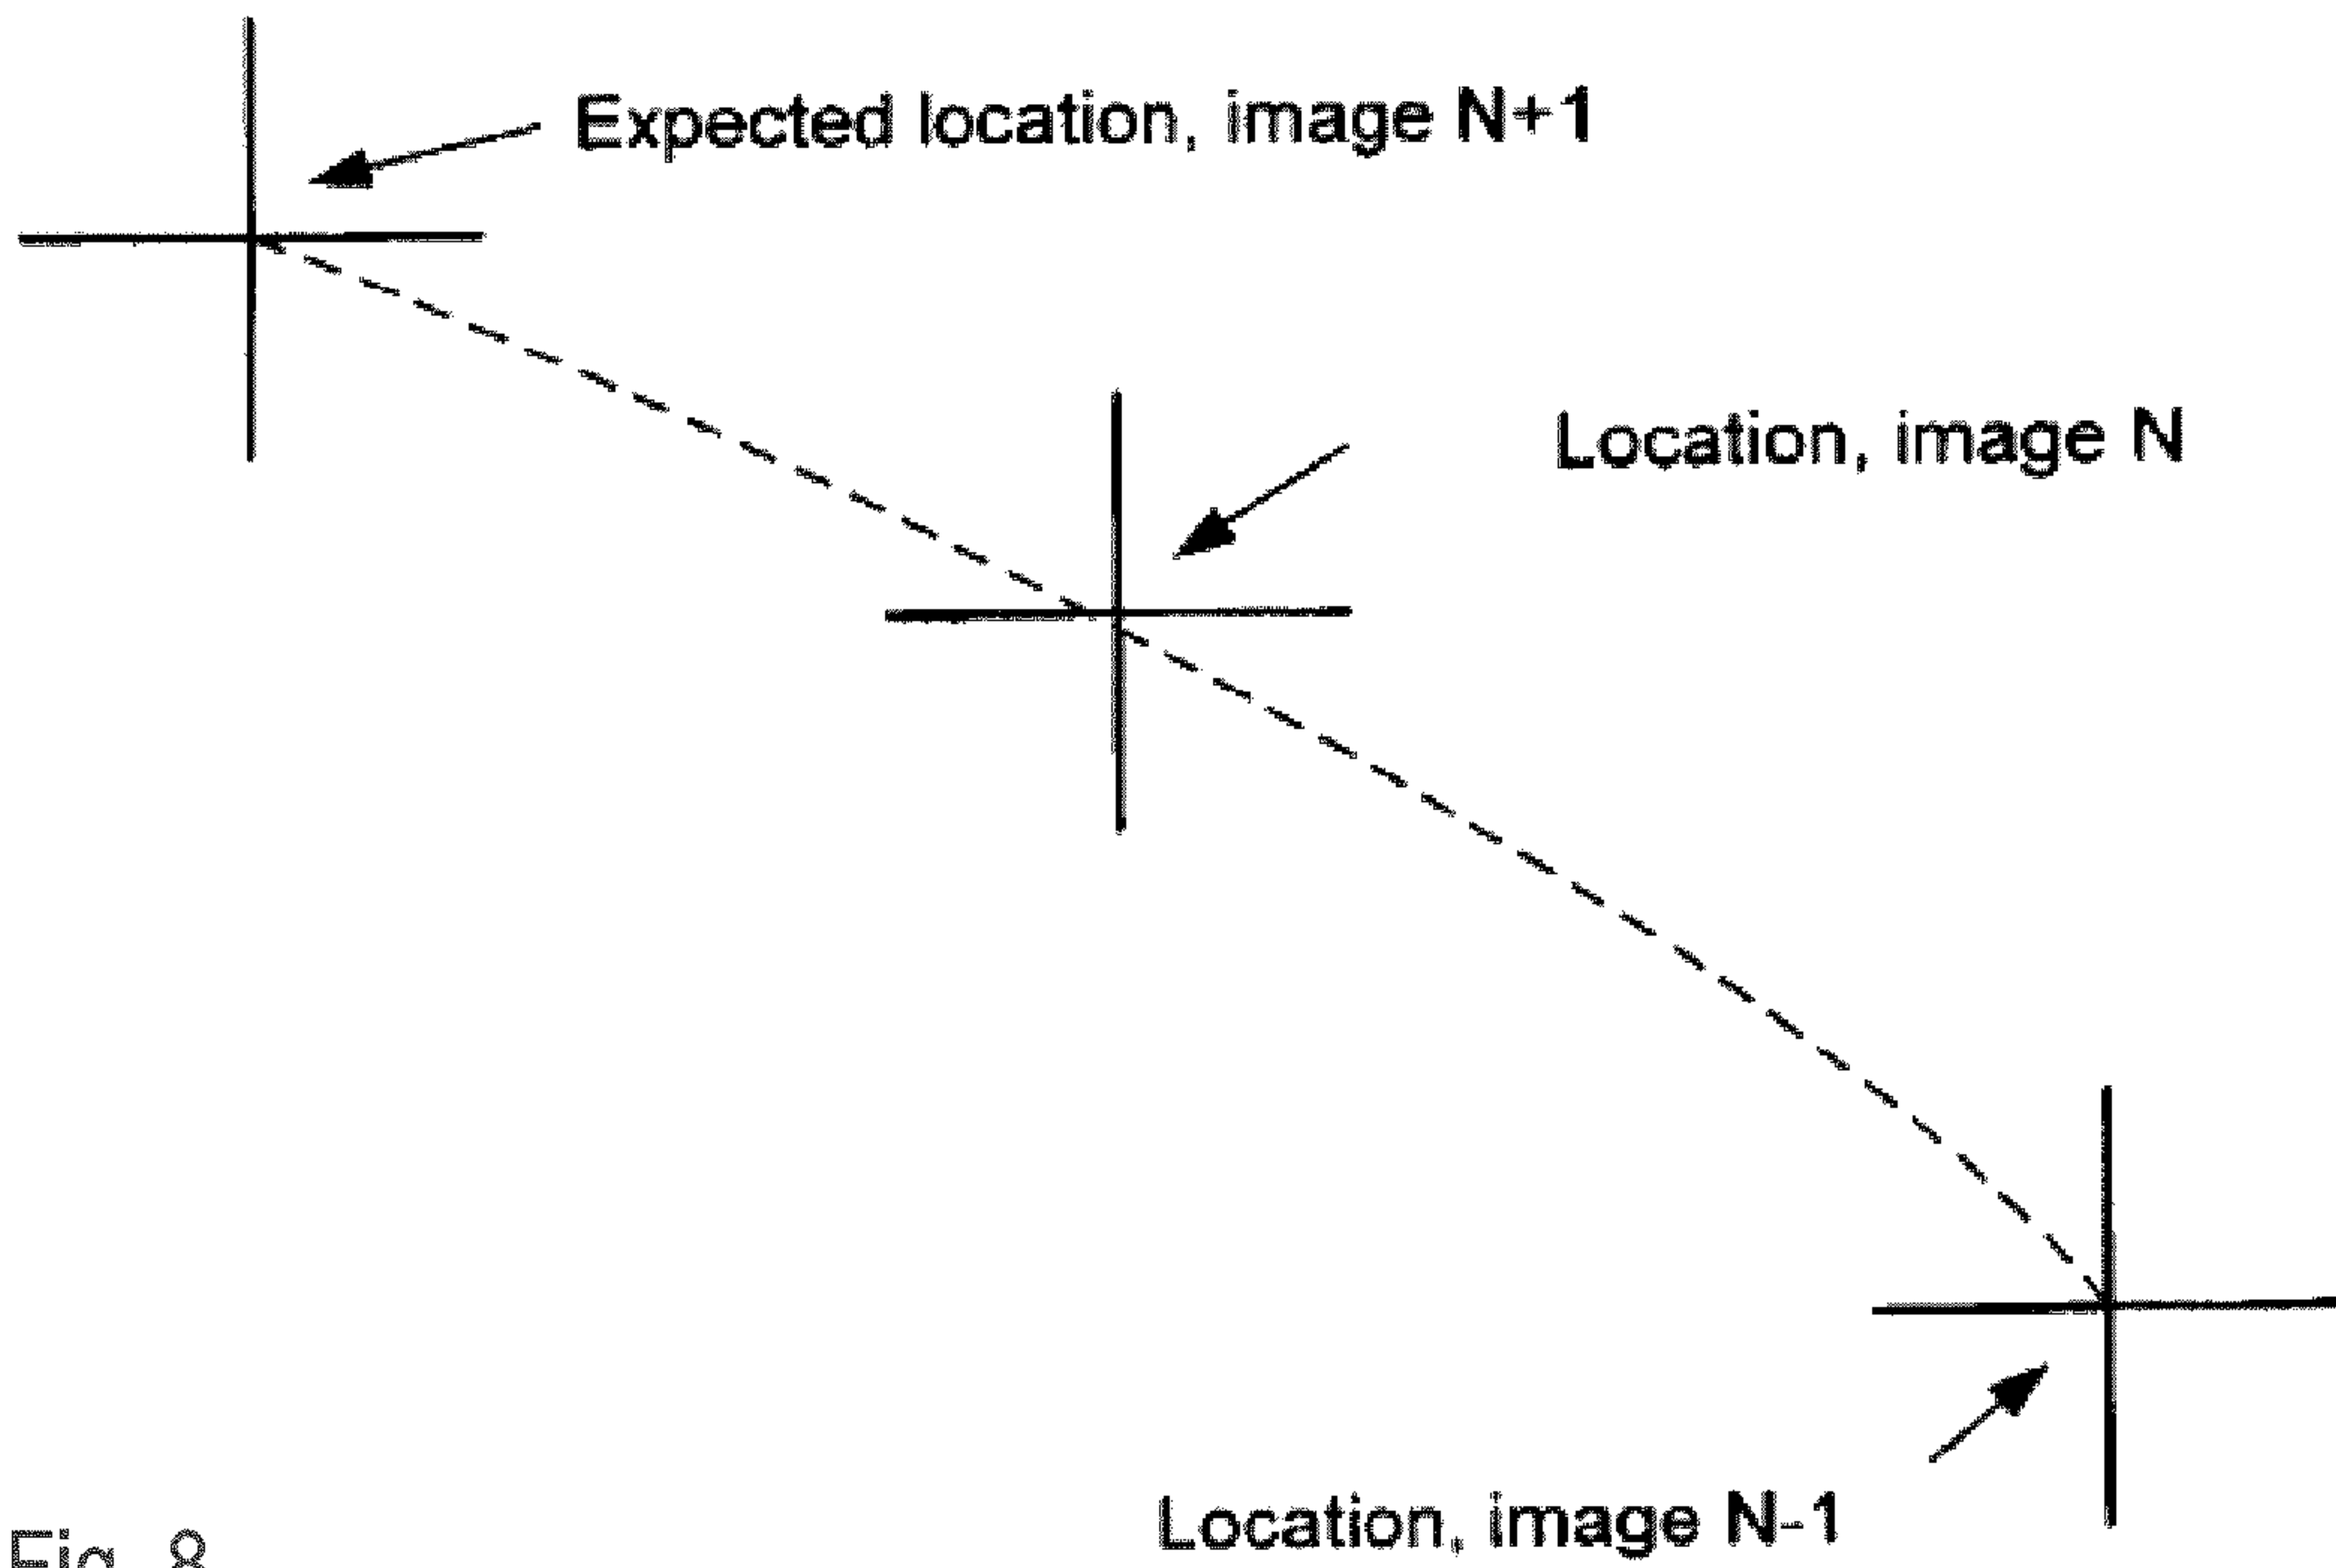 Expected location, image N+1
Location, image N
Location, image N-1
Fig. 8